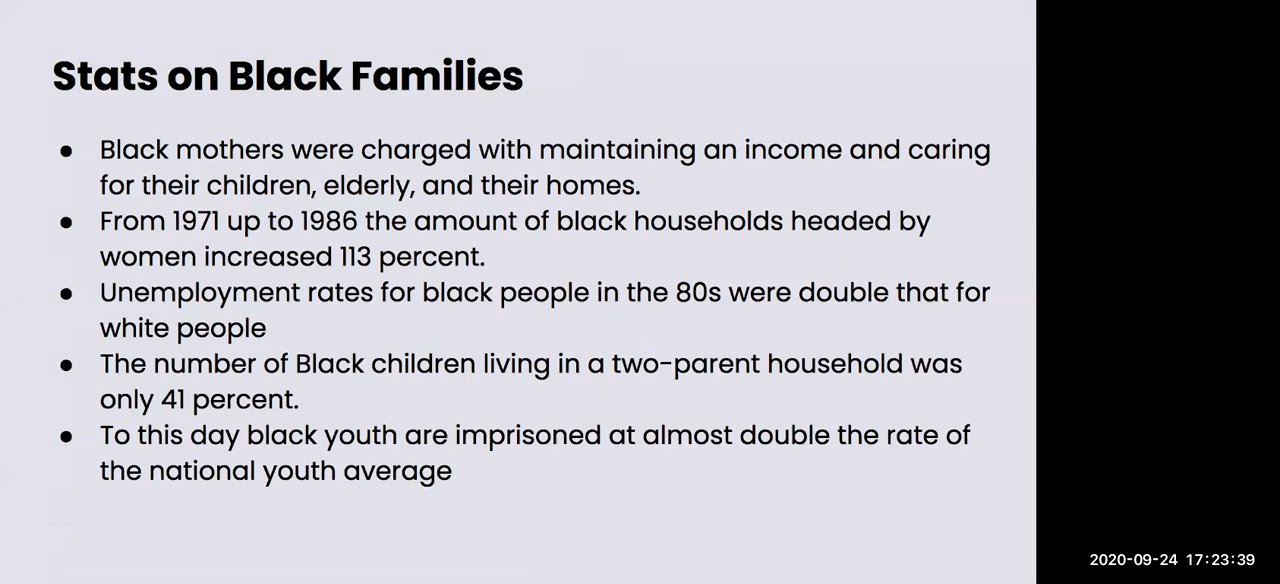 Stats on Black Families
● Black mothers were charged with maintaining an income and caring
for their children, elderly, and their homes.
● From 1971 up to 1986 the amount of black households headed by
women increased 113 percent.
● Unemployment rates for black people in the 80s were double that for
white people
● The number of Black children living in a two-parent household was
only 41 percent.
● To this day black youth are imprisoned at almost double the rate of
the national youth average
2020-09-24 17:23:39